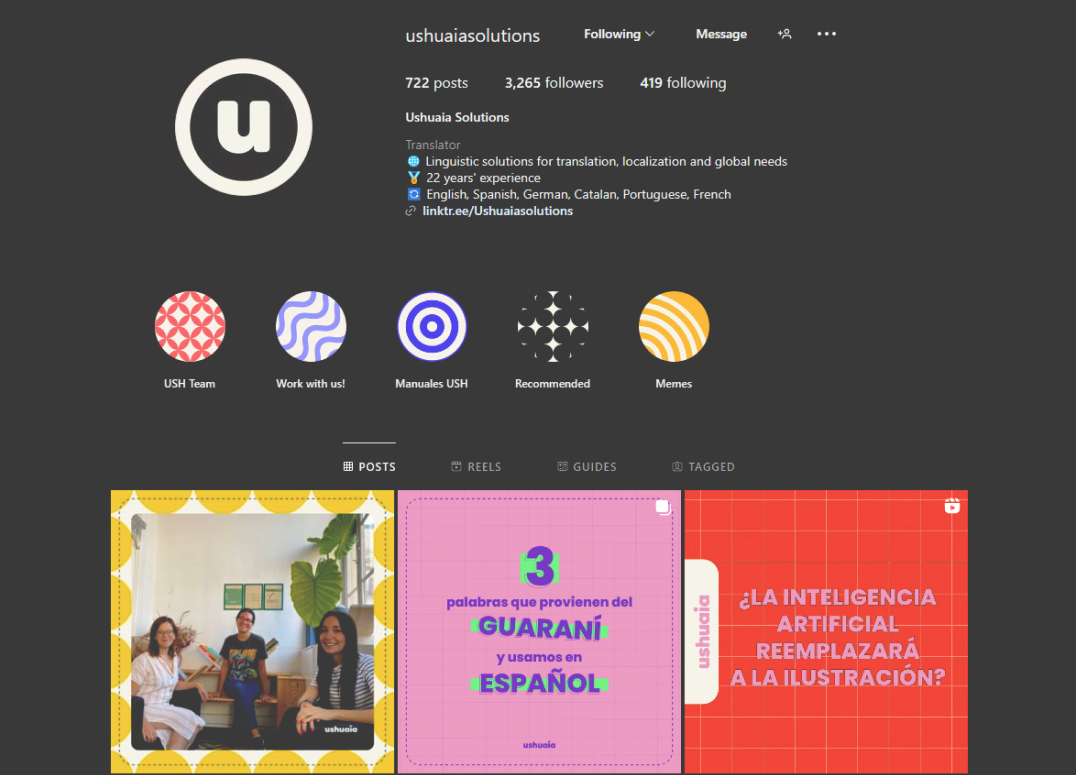 ushuaiasolutions
Following
Message
722 posts
3,265 followers
419 following
Ushuaia Solutions
Translator
Linguistic solutions for translation, localization and global needs
22 years' experience
English, Spanish, German, Catalan, Portuguese, French
linktr.ee/Ushuaiasolutions
u
USH Team
Work with us!
Manuales USH
Recommended
Memes
POSTS
REELS
GUIDES
TAGGED
ushuaia
3
palabras que provienen del
GUARANÍ
y usamos en
ESPAÑOL
ushuaia
ushuaia
¿LA INTELIGENCIA
ARTIFICIAL
REEMPLAZARÁ
A LA ILUSTRACIÓN?